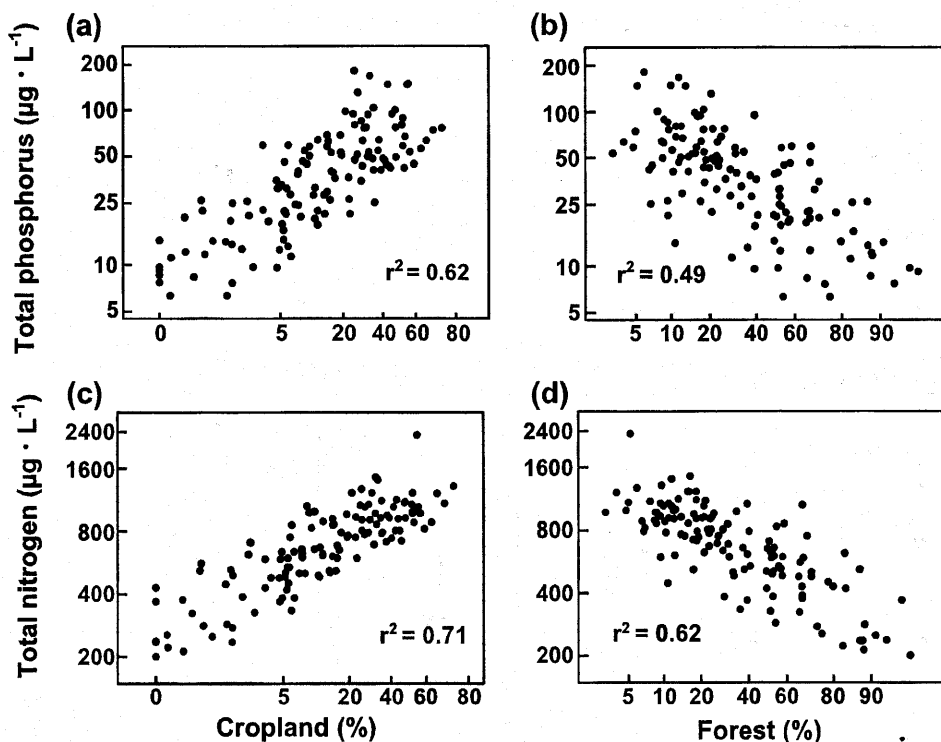 (a)
Total phosphorus (µg · L⁻¹)
200
100
50
25
10
5
r² = 0.62
0 5 20 40 60 80
(b)
200
100
50
25
10
5
r² = 0.49
5 10 20 40 60 80 90
(c)
Total nitrogen (µg · L⁻¹)
2400
1600
800
400
200
r² = 0.71
0 5 20 40 60 80
Cropland (%)
(d)
2400
1600
800
400
200
r² = 0.62
5 10 20 40 60 80 90
Forest (%)